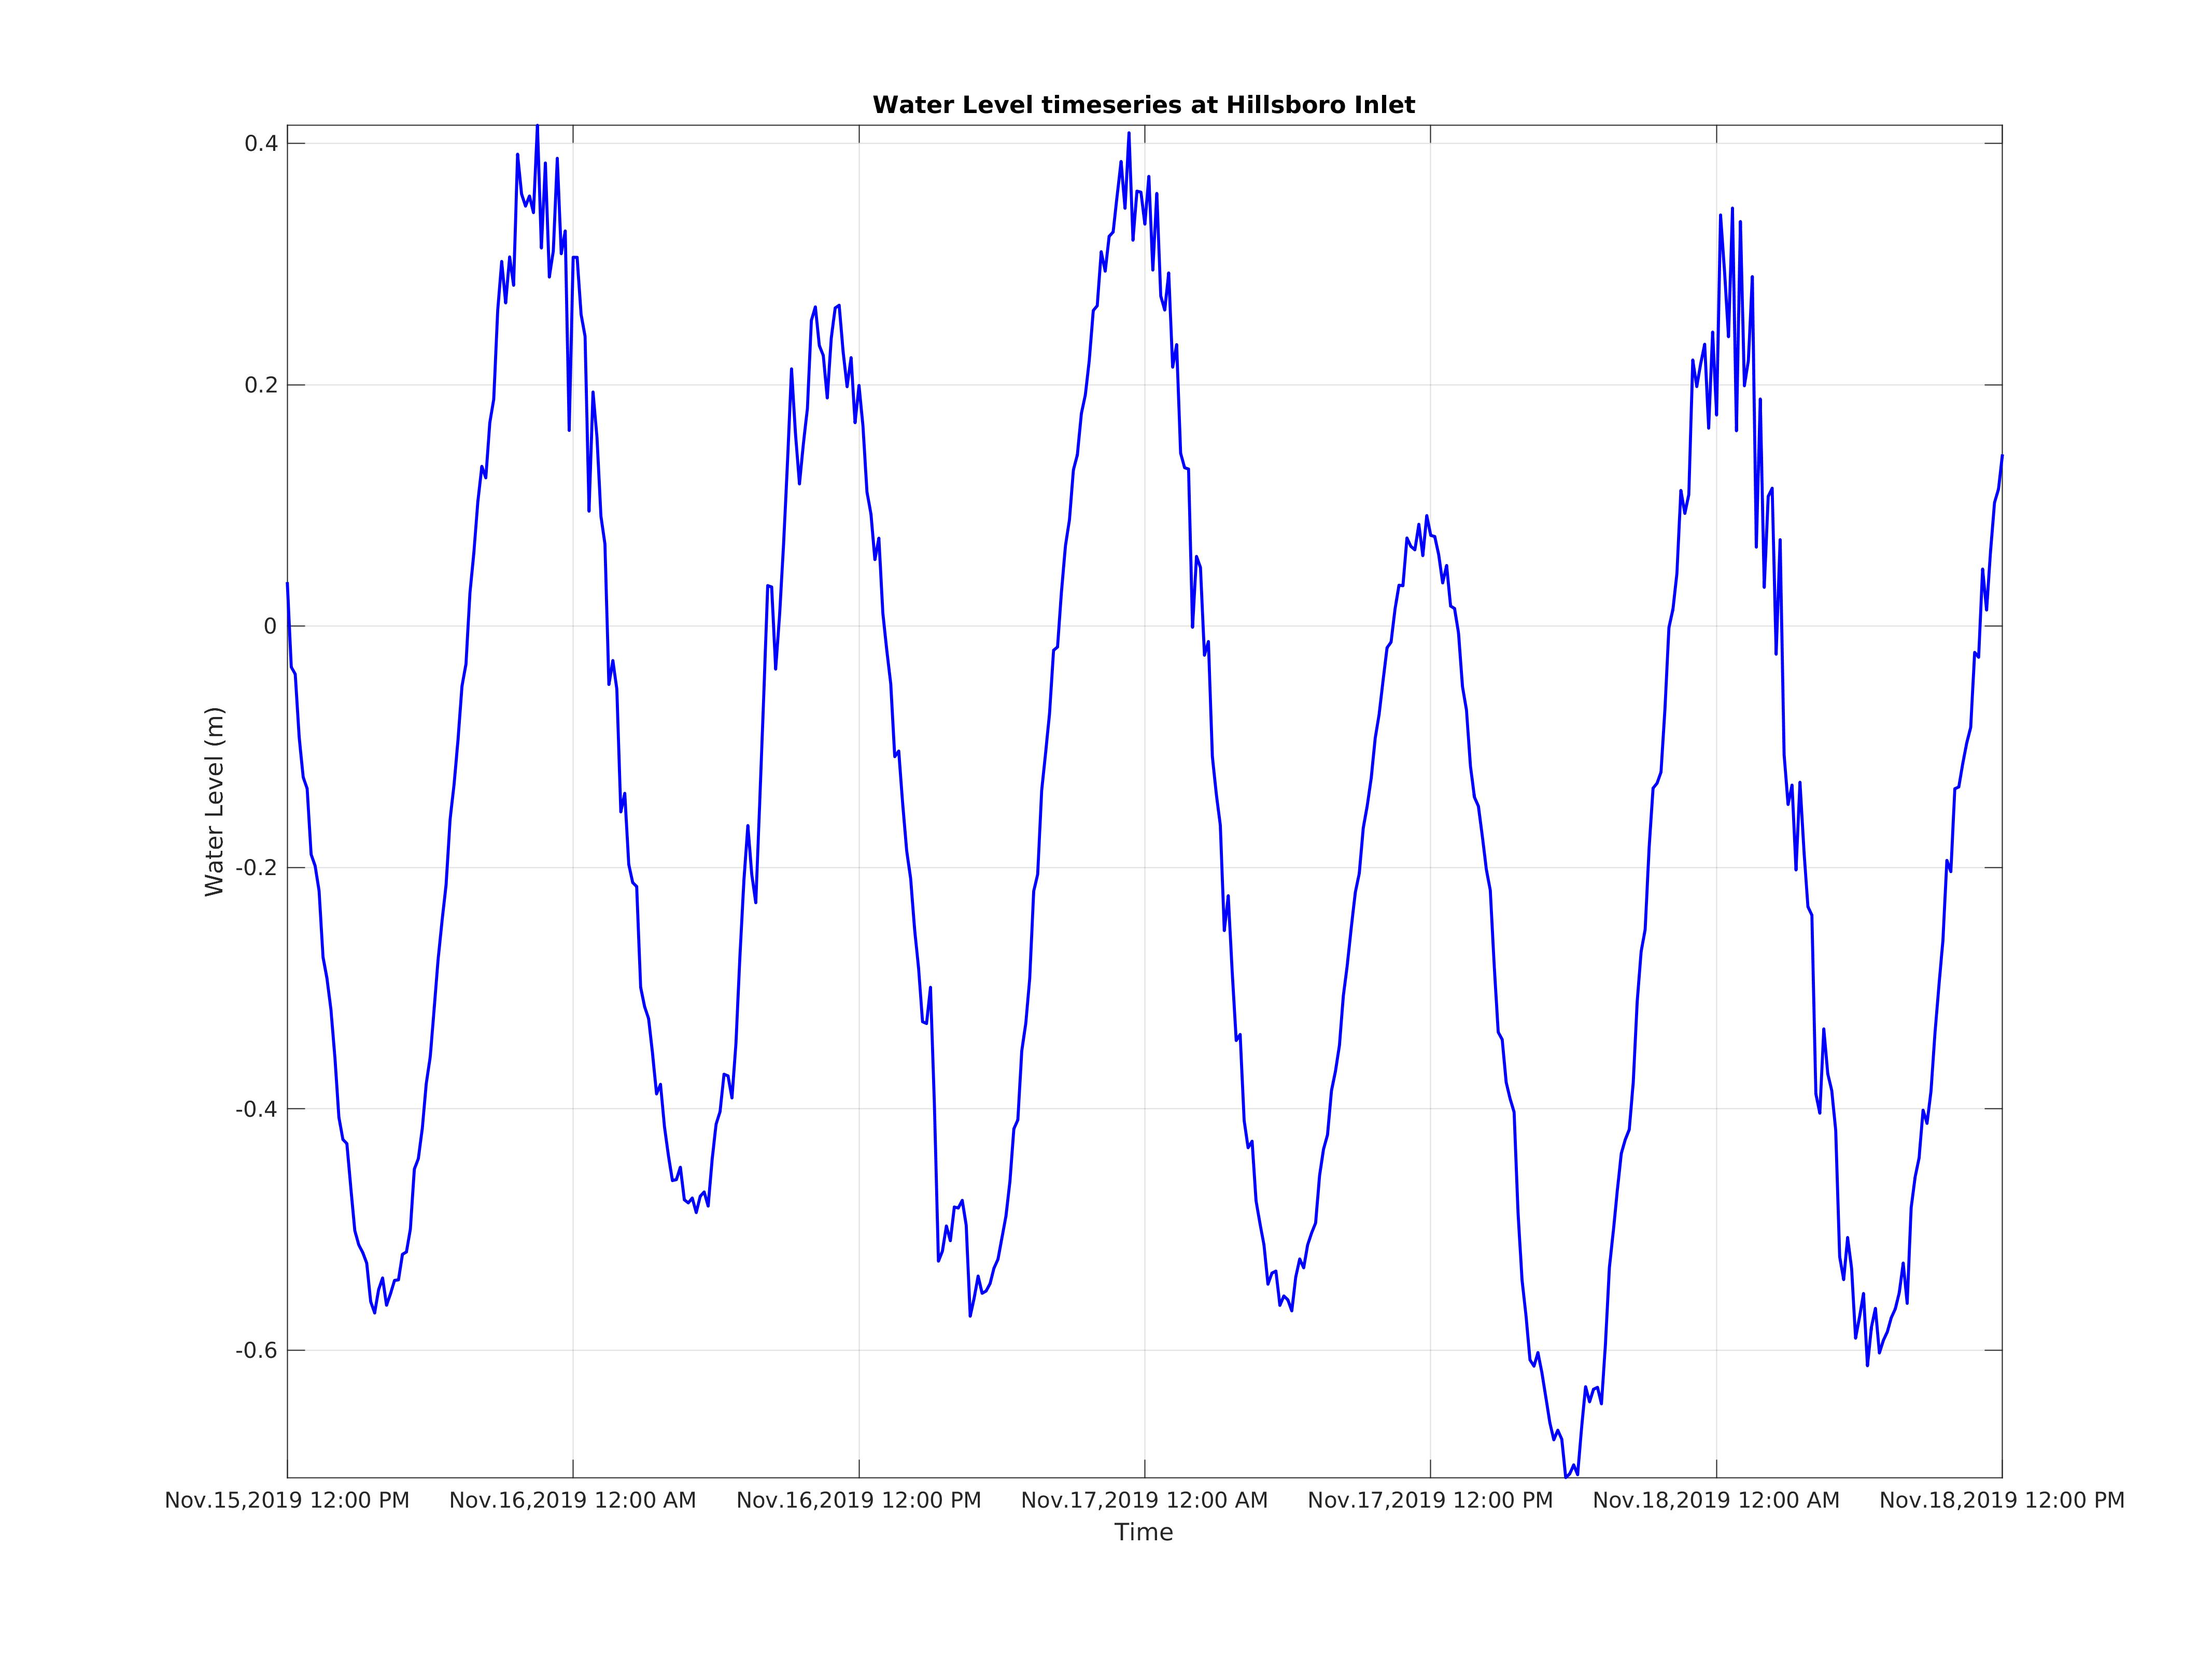 Water Level timeseries at Hillsboro Inlet
0.4
0.2
0
-0.2
-0.4
-0.6
Water Level (m)
Nov.15,2019 12:00 PM Nov.16,2019 12:00 AM Nov.16,2019 12:00 PM Nov.17,2019 12:00 AM Nov.17,2019 12:00 PM Nov.18,2019 12:00 AM Nov.18,2019 12:00 PM
Time